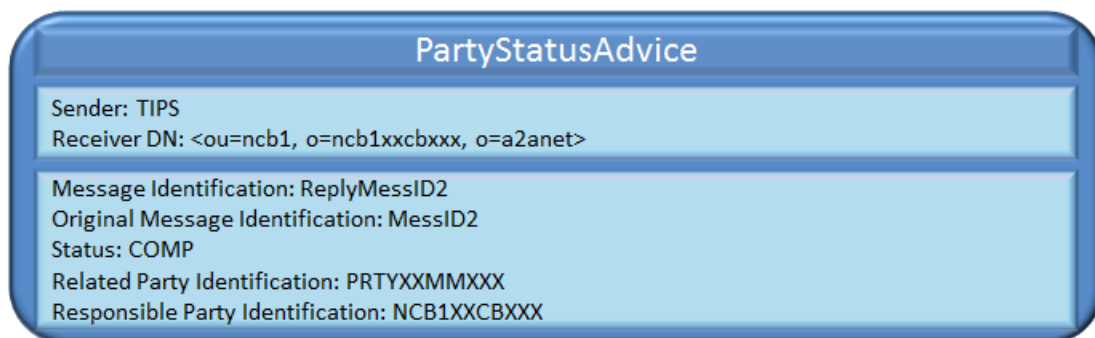 PartyStatusAdvice
Sender: TIPS
Receiver DN: <ou=ncb1, o=ncb1xxcbxxx, o=a2anet>
Message Identification: ReplyMessID2
Original Message Identification: MessID2
Status: COMP
Related Party Identification: PRTYXXMMXXX
Responsible Party Identification: NCB1XXCBXXX